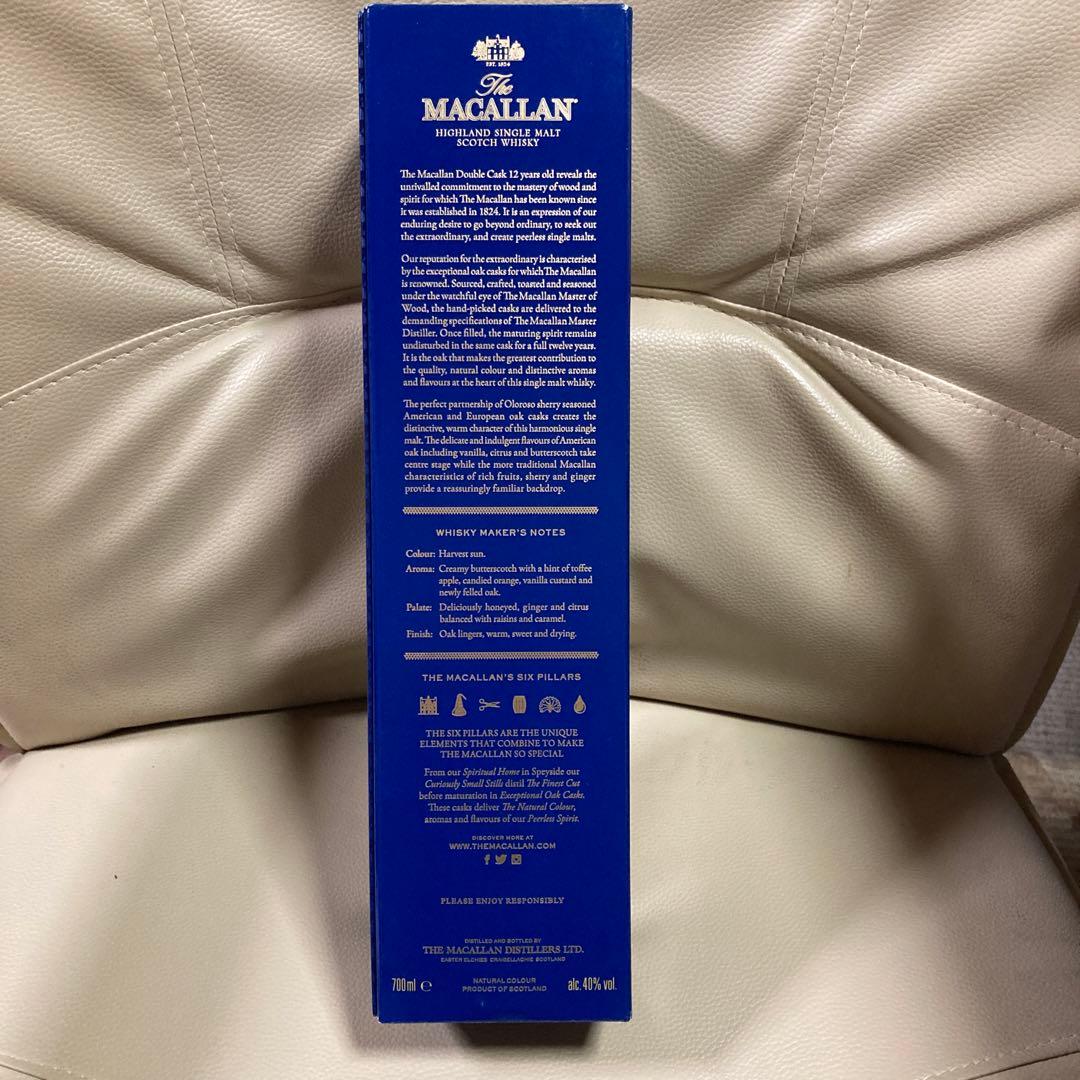 EST. 1824
The
MACALLAN
HIGHLAND SINGLE MALT
SCOTCH WHISKY
The Macallan Double Cask 12 years old reveals the
unrivalled commitment to the mastery of wood and
spirit for which The Macallan has been known since
it was established in 1824. It is an expression of our
enduring desire to go beyond ordinary, to seek out
the extraordinary, and create peerless single malts.
Our reputation for the extraordinary is characterised
by the exceptional oak casks for which The Macallan
is renowned. Sourced, crafted, toasted and seasoned
under the watchful eye of The Macallan Master of
Wood, the hand-picked casks are delivered to the
demanding specifications of The Macallan Master
Distiller. Once filled, the maturing spirit remains
undisturbed in the same cask for a full twelve years.
It is the oak that makes the greatest contribution to
the quality, natural colour and distinctive aromas
and flavours at the heart of this single malt whisky.
The perfect partnership of Oloroso sherry seasoned
American and European oak casks creates the
distinctive, warm character of this harmonious single
malt. The delicate and indulgent flavours of American
oak including vanilla, citrus and butterscotch take
centre stage while the more traditional Macallan
characteristics of rich fruits, sherry and ginger
provide a reassuringly familiar backdrop.
WHISKY MAKER'S NOTES
Colour: Harvest sun.
Aroma: Creamy butterscotch with a hint of toffee
apple, candied orange, vanilla custard and
newly felled oak.
Palate: Deliciously honeyed, ginger and citrus
balanced with raisins and caramel.
Finish: Oak lingers, warm, sweet and drying.
THE MACALLAN'S SIX PILLARS
THE SIX PILLARS ARE THE UNIQUE
ELEMENTS THAT COMBINE TO MAKE
THE MACALLAN SO SPECIAL
From our Spiritual Home in Speyside our
Curiously Small Stills distil The Finest Cut
before maturation in Exceptional Oak Casks.
These casks deliver The Natural Colour,
aromas and flavours of our Peerless Spirit.
DISCOVER MORE AT
WWW.THEMACALLAN.COM
PLEASE ENJOY RESPONSIBLY
DISTILLED AND BOTTLED BY
THE MACALLAN DISTILLERS LTD.
EASTER ELCHIES CRAIGELLACHIE SCOTLAND
700ml ℮
NATURAL COLOUR
PRODUCT OF SCOTLAND
alc. 40% vol.